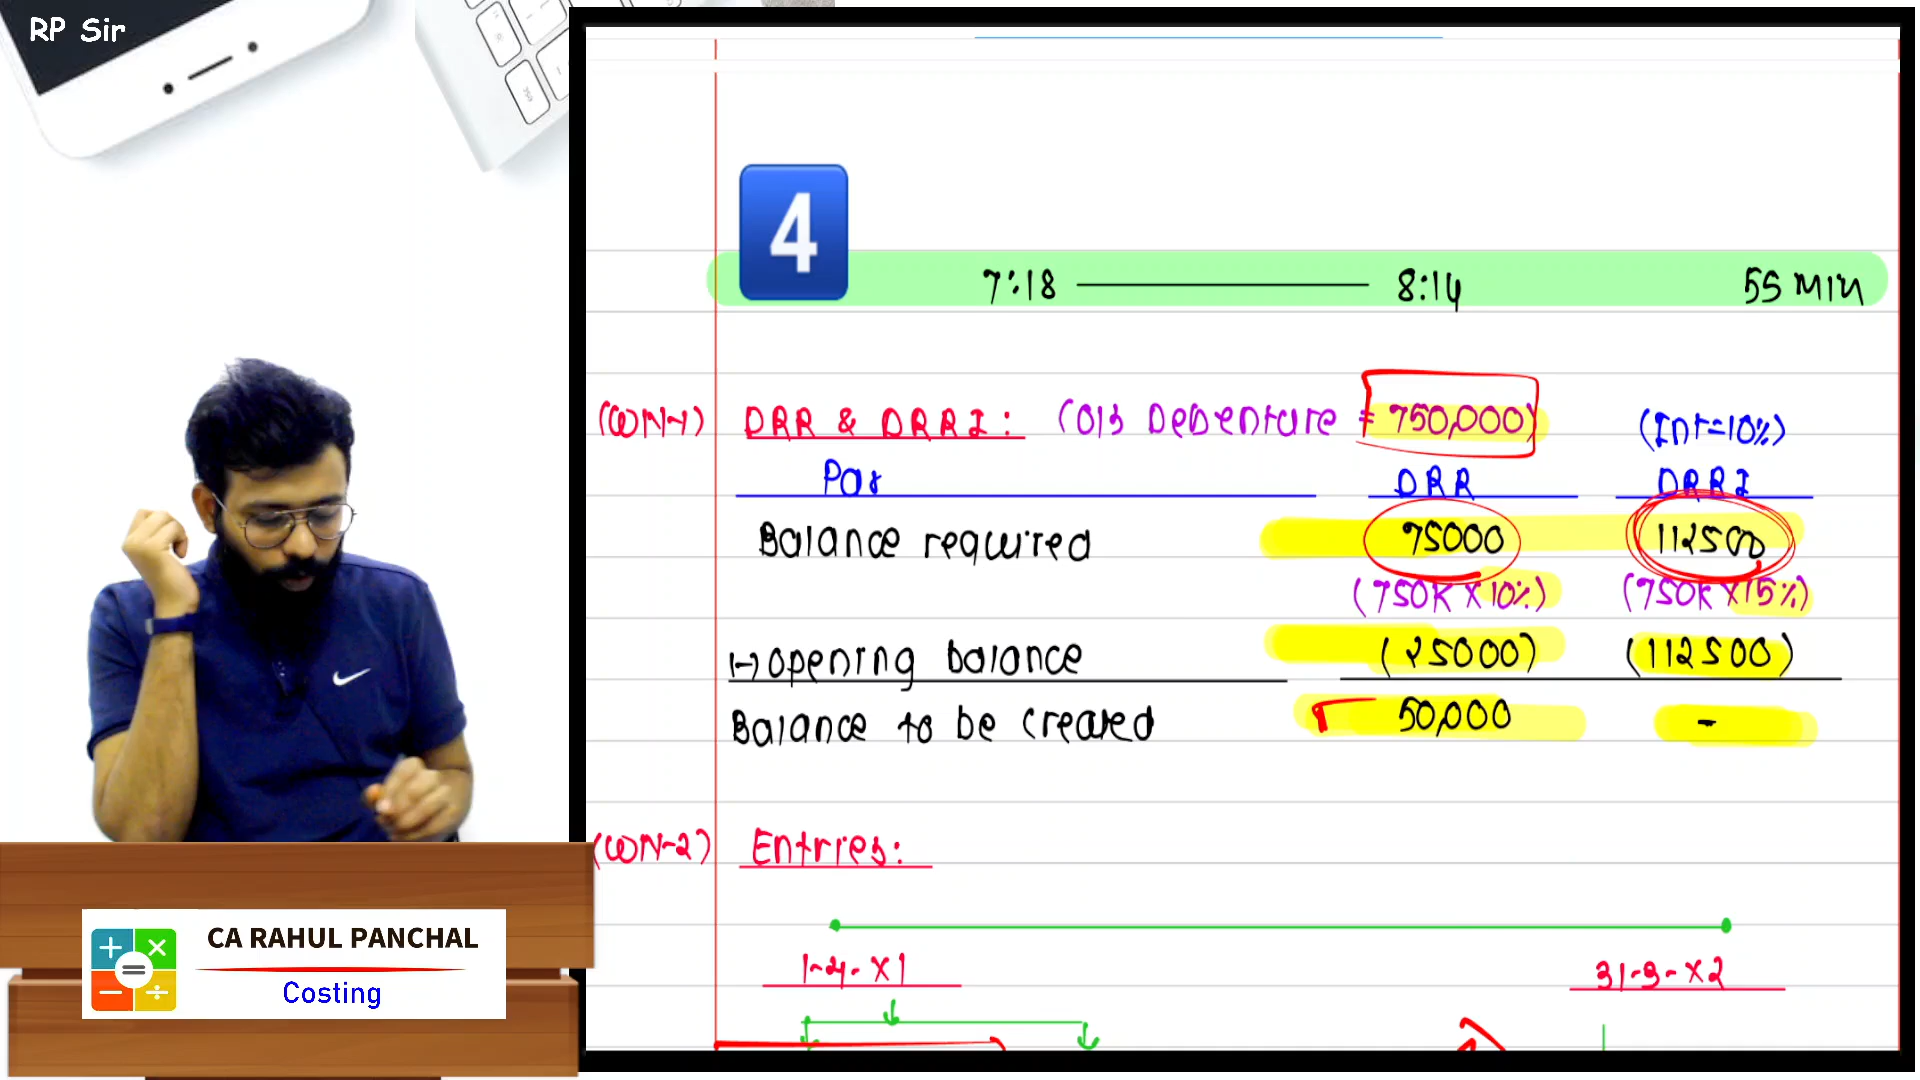 RP Sir
4
7:18 8:14 55 MIN
(WN-1) DRR & DRRI: (O/S Debenture = 750,000) (Int=10%)
Par DRR DRRI
Balance required 75000 112500
(750K X 10%) (750K X 15%)
(-) opening balance (25000) (112500)
Balance to be created 50,000 -
(WN-2) Entries:
1-4-X1 31-3-X2
CA RAHUL PANCHAL
Costing